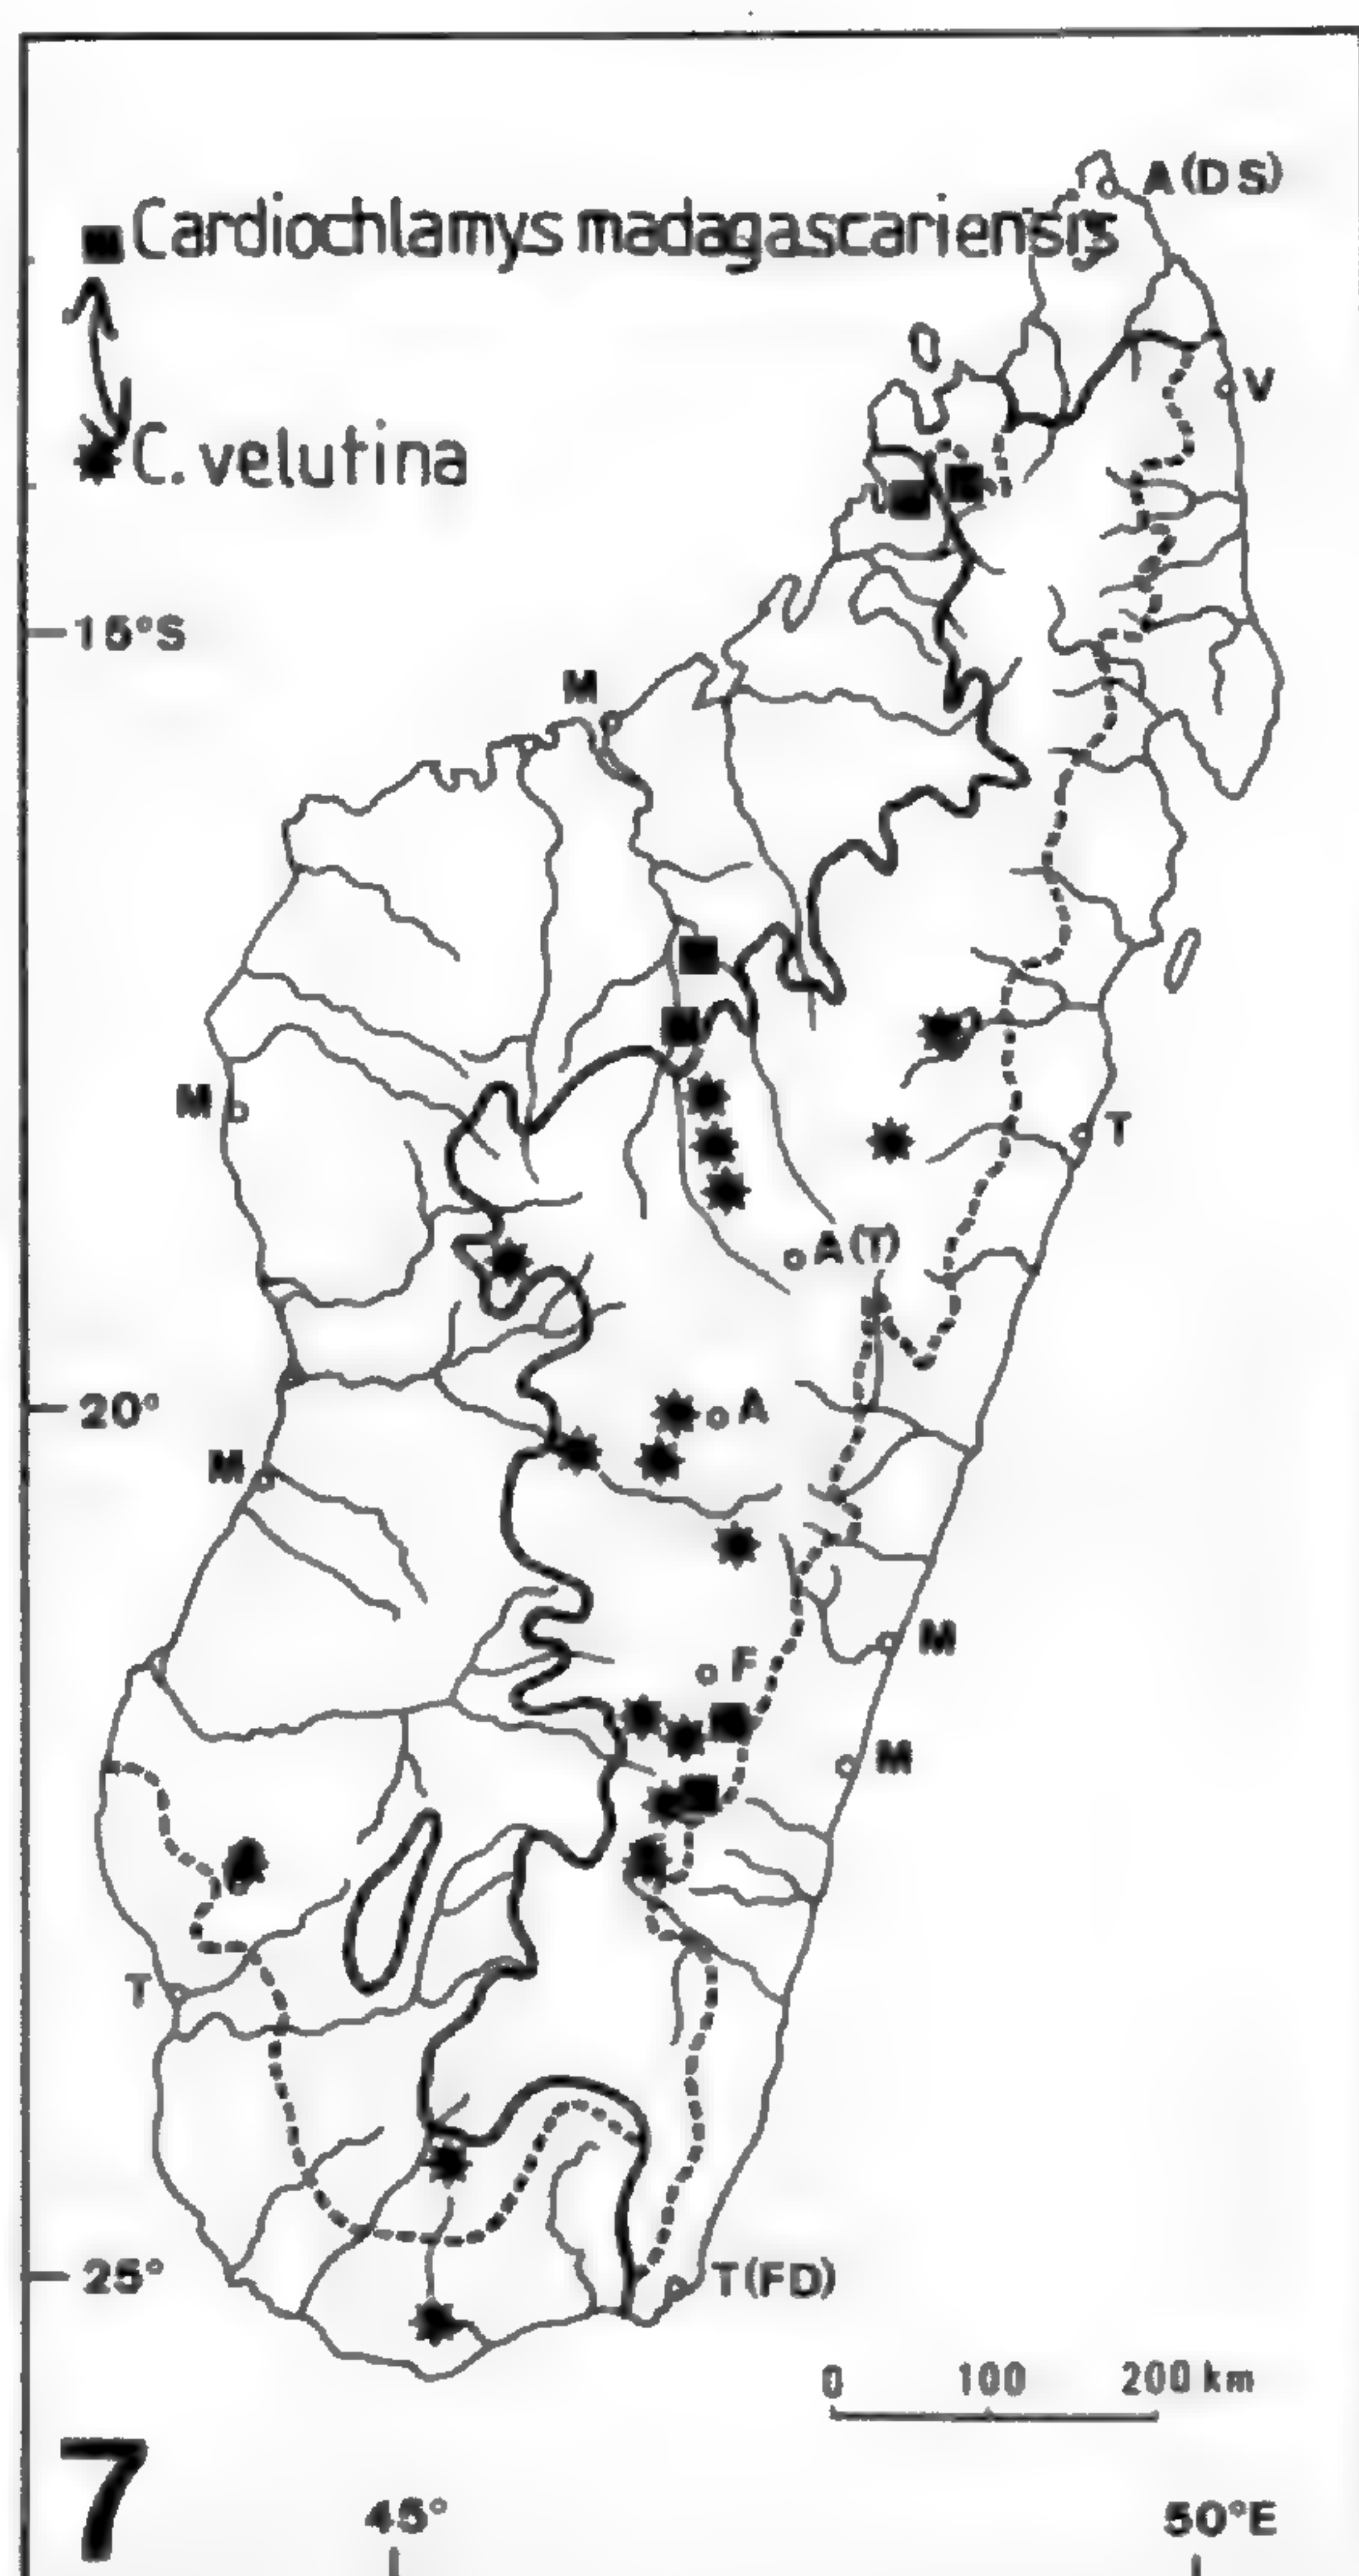 A(DS)
Cardiochlamys madagascariensis
V
C. velutina
15°S
M
M
T
A(T)
20°
A
M
M
F
M
T
25°
T(FD)
0 100 200 km
7
45°
50°E